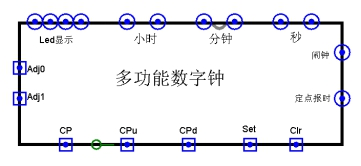 Led显示 小时 分钟 秒
闹钟
Adj0
多功能数字钟
Adj1 定点报时
CP CPu CPd Set Clr